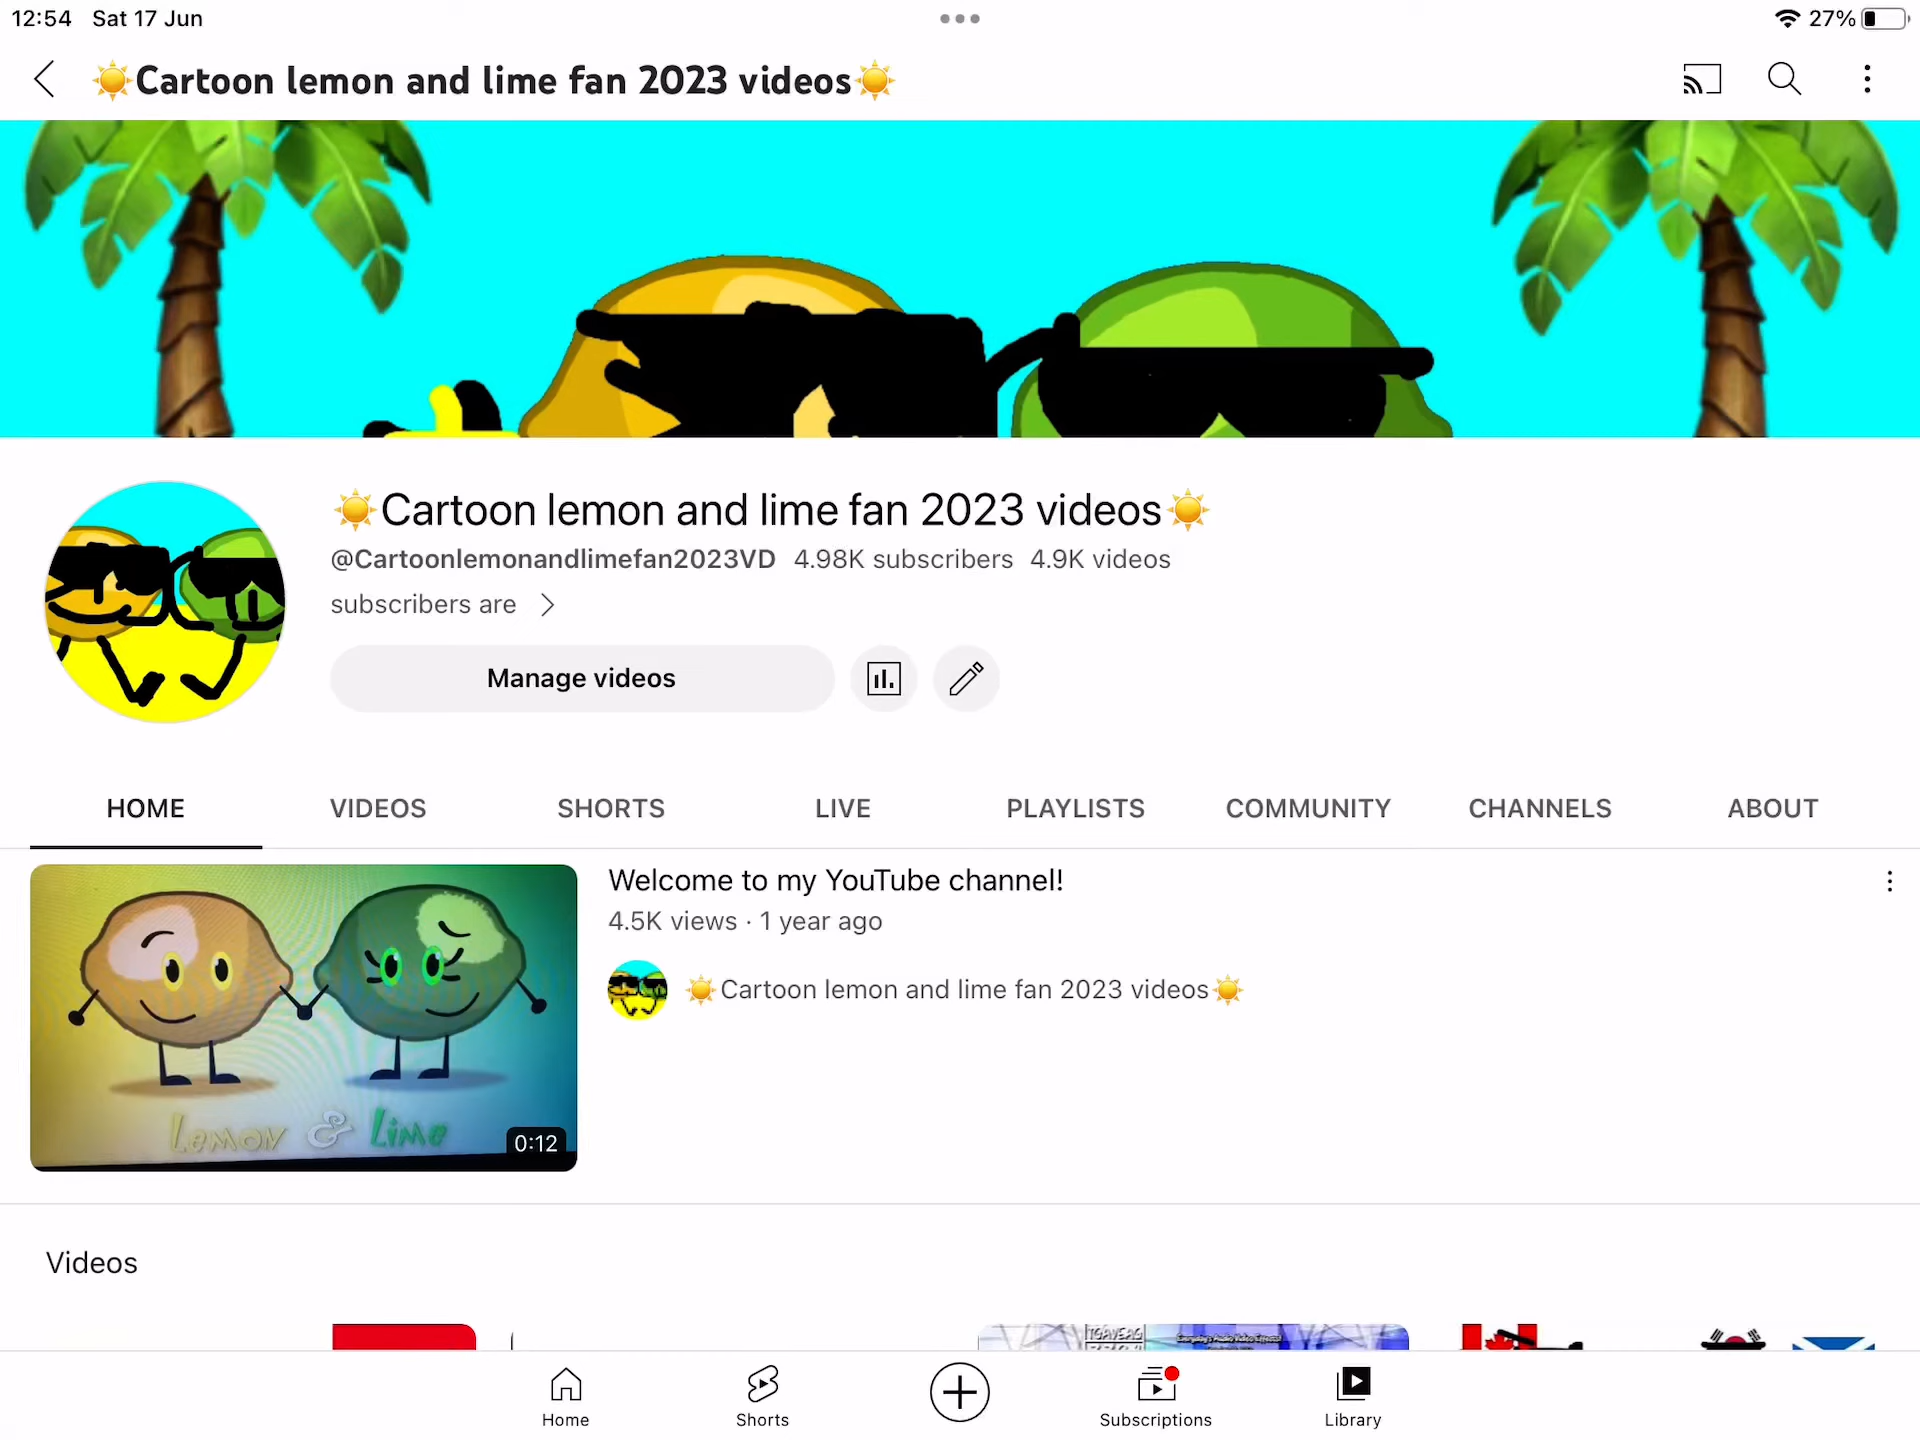 12:54 Sat 17 Jun
27%
☀️Cartoon lemon and lime fan 2023 videos☀️
☀️Cartoon lemon and lime fan 2023 videos☀️
@Cartoonlemonandlimefan2023VD 4.98K subscribers 4.9K videos
subscribers are
Manage videos
HOME VIDEOS SHORTS LIVE PLAYLISTS COMMUNITY CHANNELS ABOUT
Welcome to my YouTube channel!
4.5K views · 1 year ago
☀️Cartoon lemon and lime fan 2023 videos☀️
Lemon & Lime
0:12
Videos
Home Shorts Subscriptions Library